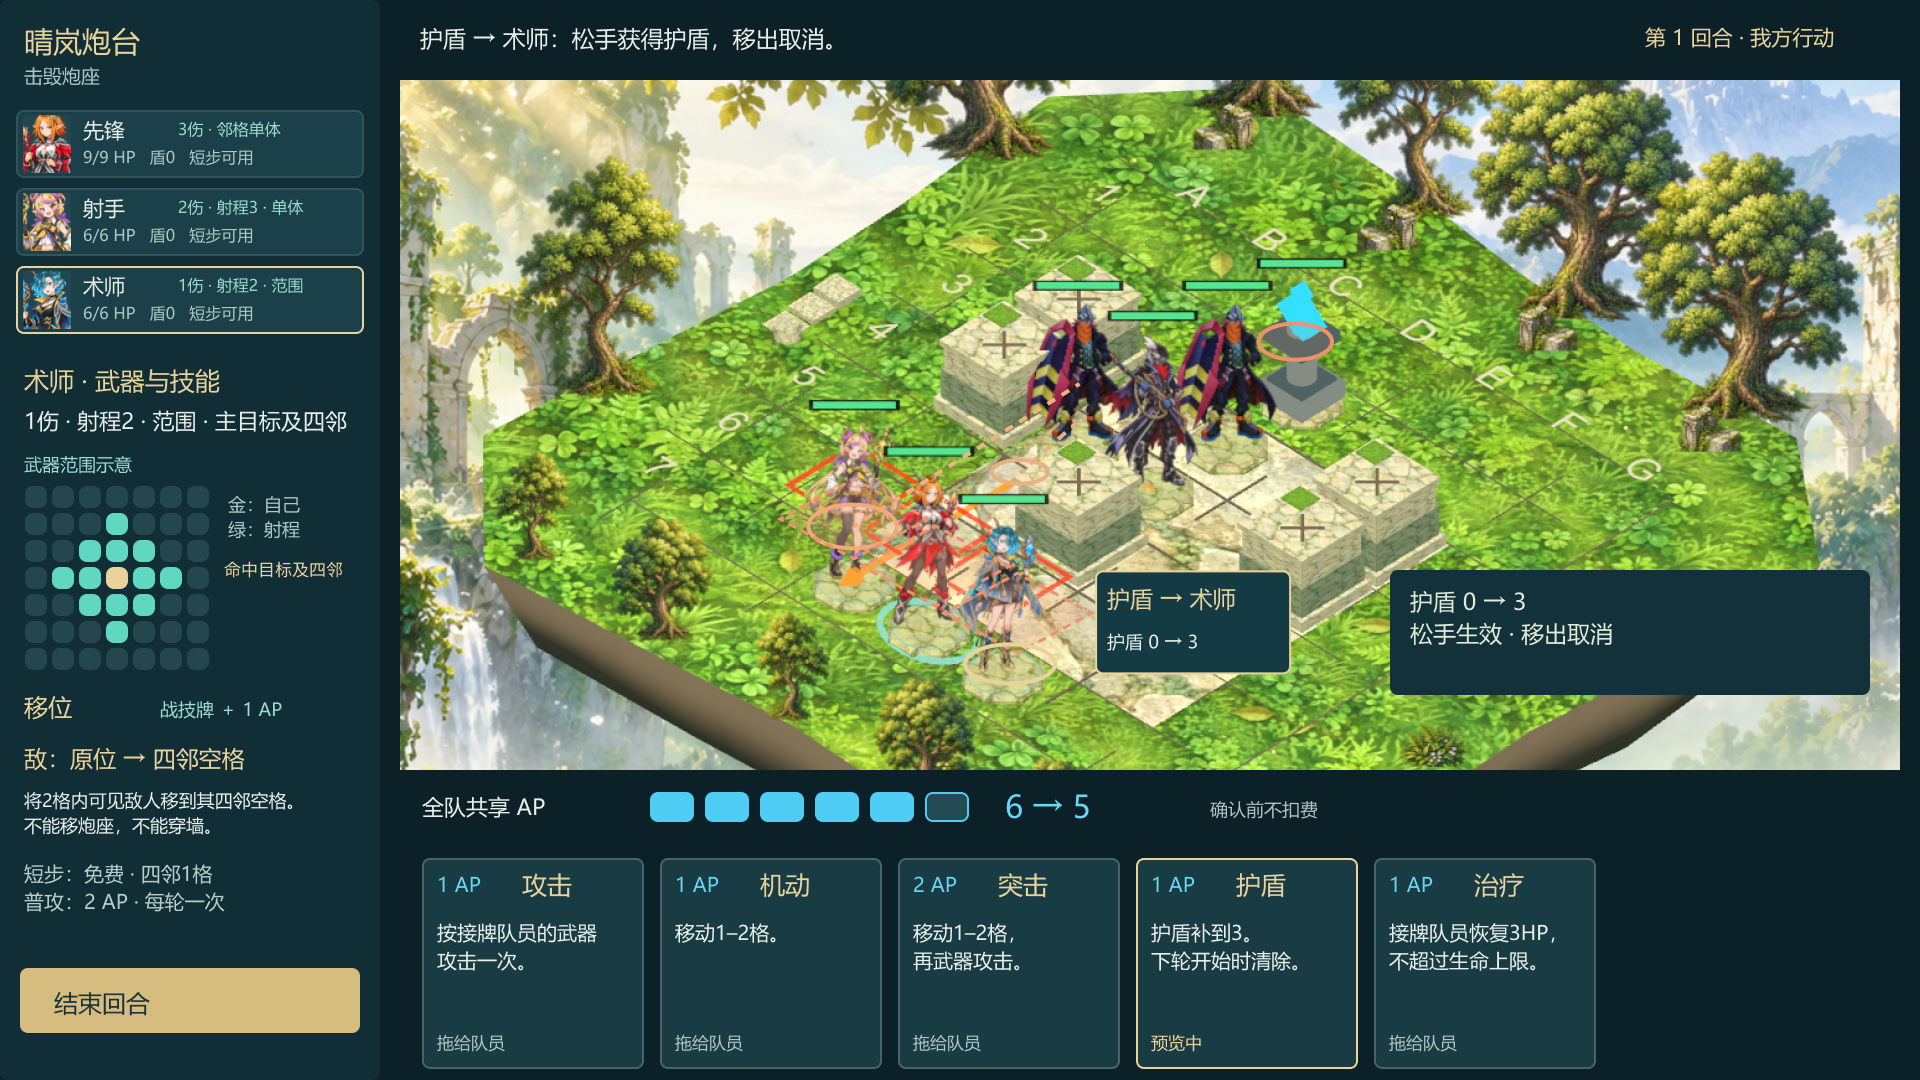 晴岚炮台
击毁炮座
护盾 → 术师：松手获得护盾，移出取消。
第 1 回合 · 我方行动
先锋
3伤 · 邻格单体
9/9 HP 盾0 短步可用
射手
2伤 · 射程3 · 单体
6/6 HP 盾0 短步可用
术师
1伤 · 射程2 · 范围
6/6 HP 盾0 短步可用
术师 · 武器与技能
1伤 · 射程2 · 范围 · 主目标及四邻
武器范围示意
金：自己
绿：射程
命中目标及四邻
移位
战技牌 + 1 AP
敌：原位 → 四邻空格
将2格内可见敌人移到其四邻空格。
不能移炮座，不能穿墙。
短步：免费 · 四邻1格
普攻：2 AP · 每轮一次
结束回合
1
2
3
4
5
6
7
A
B
C
D
E
F
G
护盾 → 术师
护盾 0 → 3
护盾 0 → 3
松手生效 · 移出取消
全队共享 AP
6 → 5
确认前不扣费
1 AP 攻击
按接牌队员的武器
攻击一次。
拖给队员
1 AP 机动
移动1–2格。
拖给队员
2 AP 突击
移动1–2格，
再武器攻击。
拖给队员
1 AP 护盾
护盾补到3。
下轮开始时清除。
预览中
1 AP 治疗
接牌队员恢复3HP，
不超过生命上限。
拖给队员